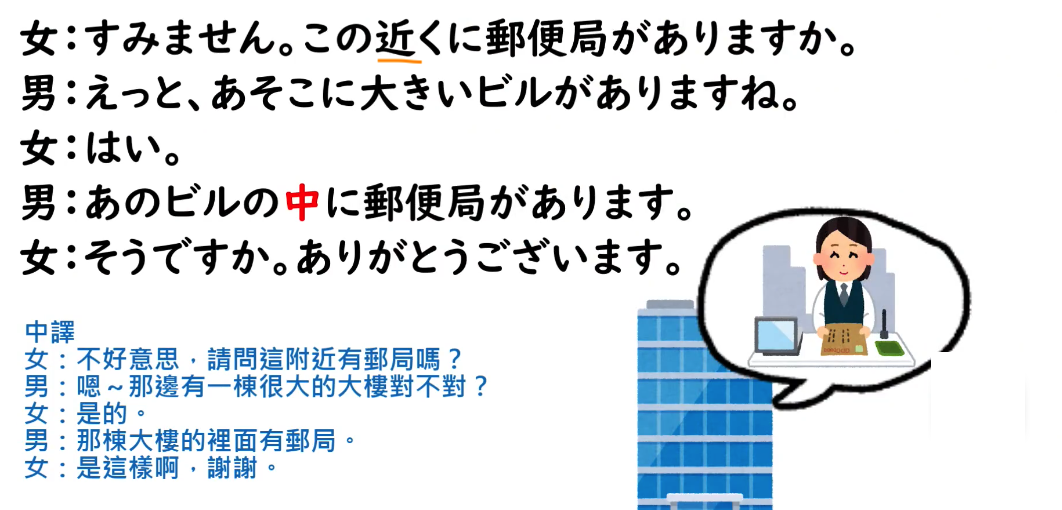 女：すみません。この近くに郵便局がありますか。
男：えっと、あそこに大きいビルがありますね。
女：はい。
男：あのビルの中に郵便局があります。
女：そうですか。ありがとうございます。
中譯
女：不好意思，請問這附近有郵局嗎？
男：嗯～那邊有一棟很大的大樓對不對？
女：是的。
男：那棟大樓的裡面有郵局。
女：是這樣啊，謝謝。